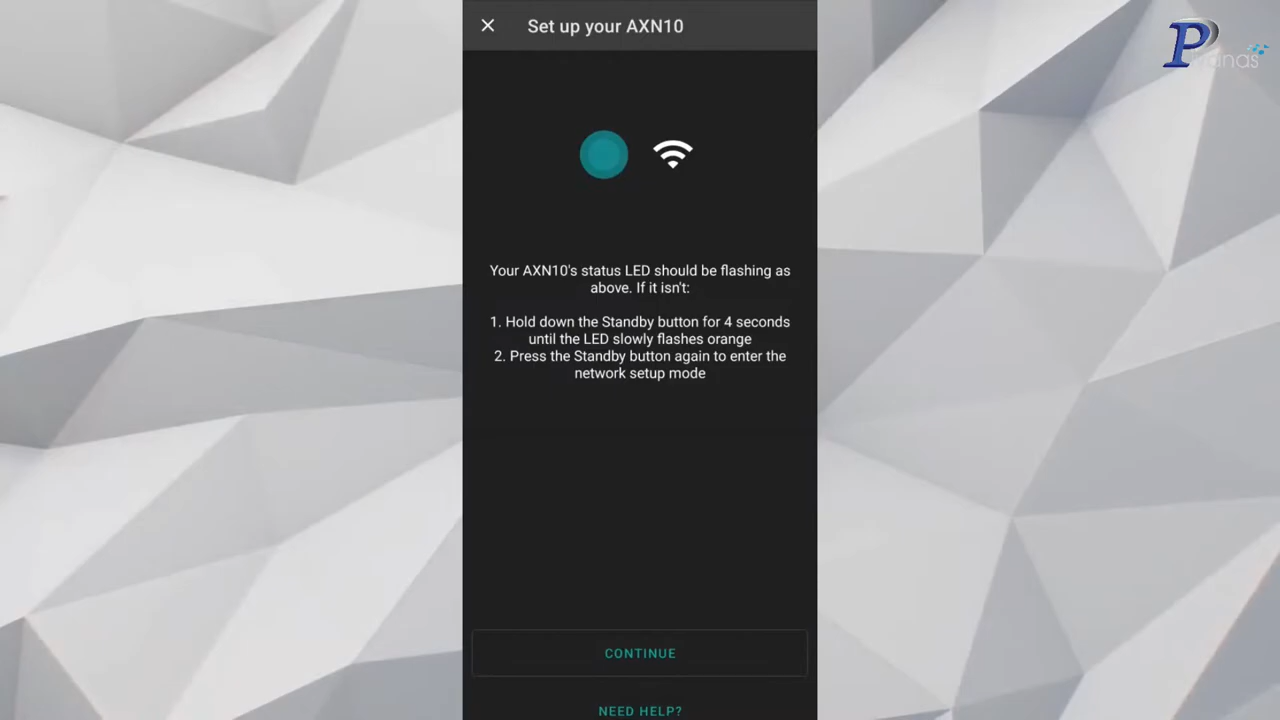 Set up your AXN10
Your AXN10's status LED should be flashing as
above. If it isn't:
1. Hold down the Standby button for 4 seconds
until the LED slowly flashes orange
2. Press the Standby button again to enter the
network setup mode
CONTINUE
NEED HELP?